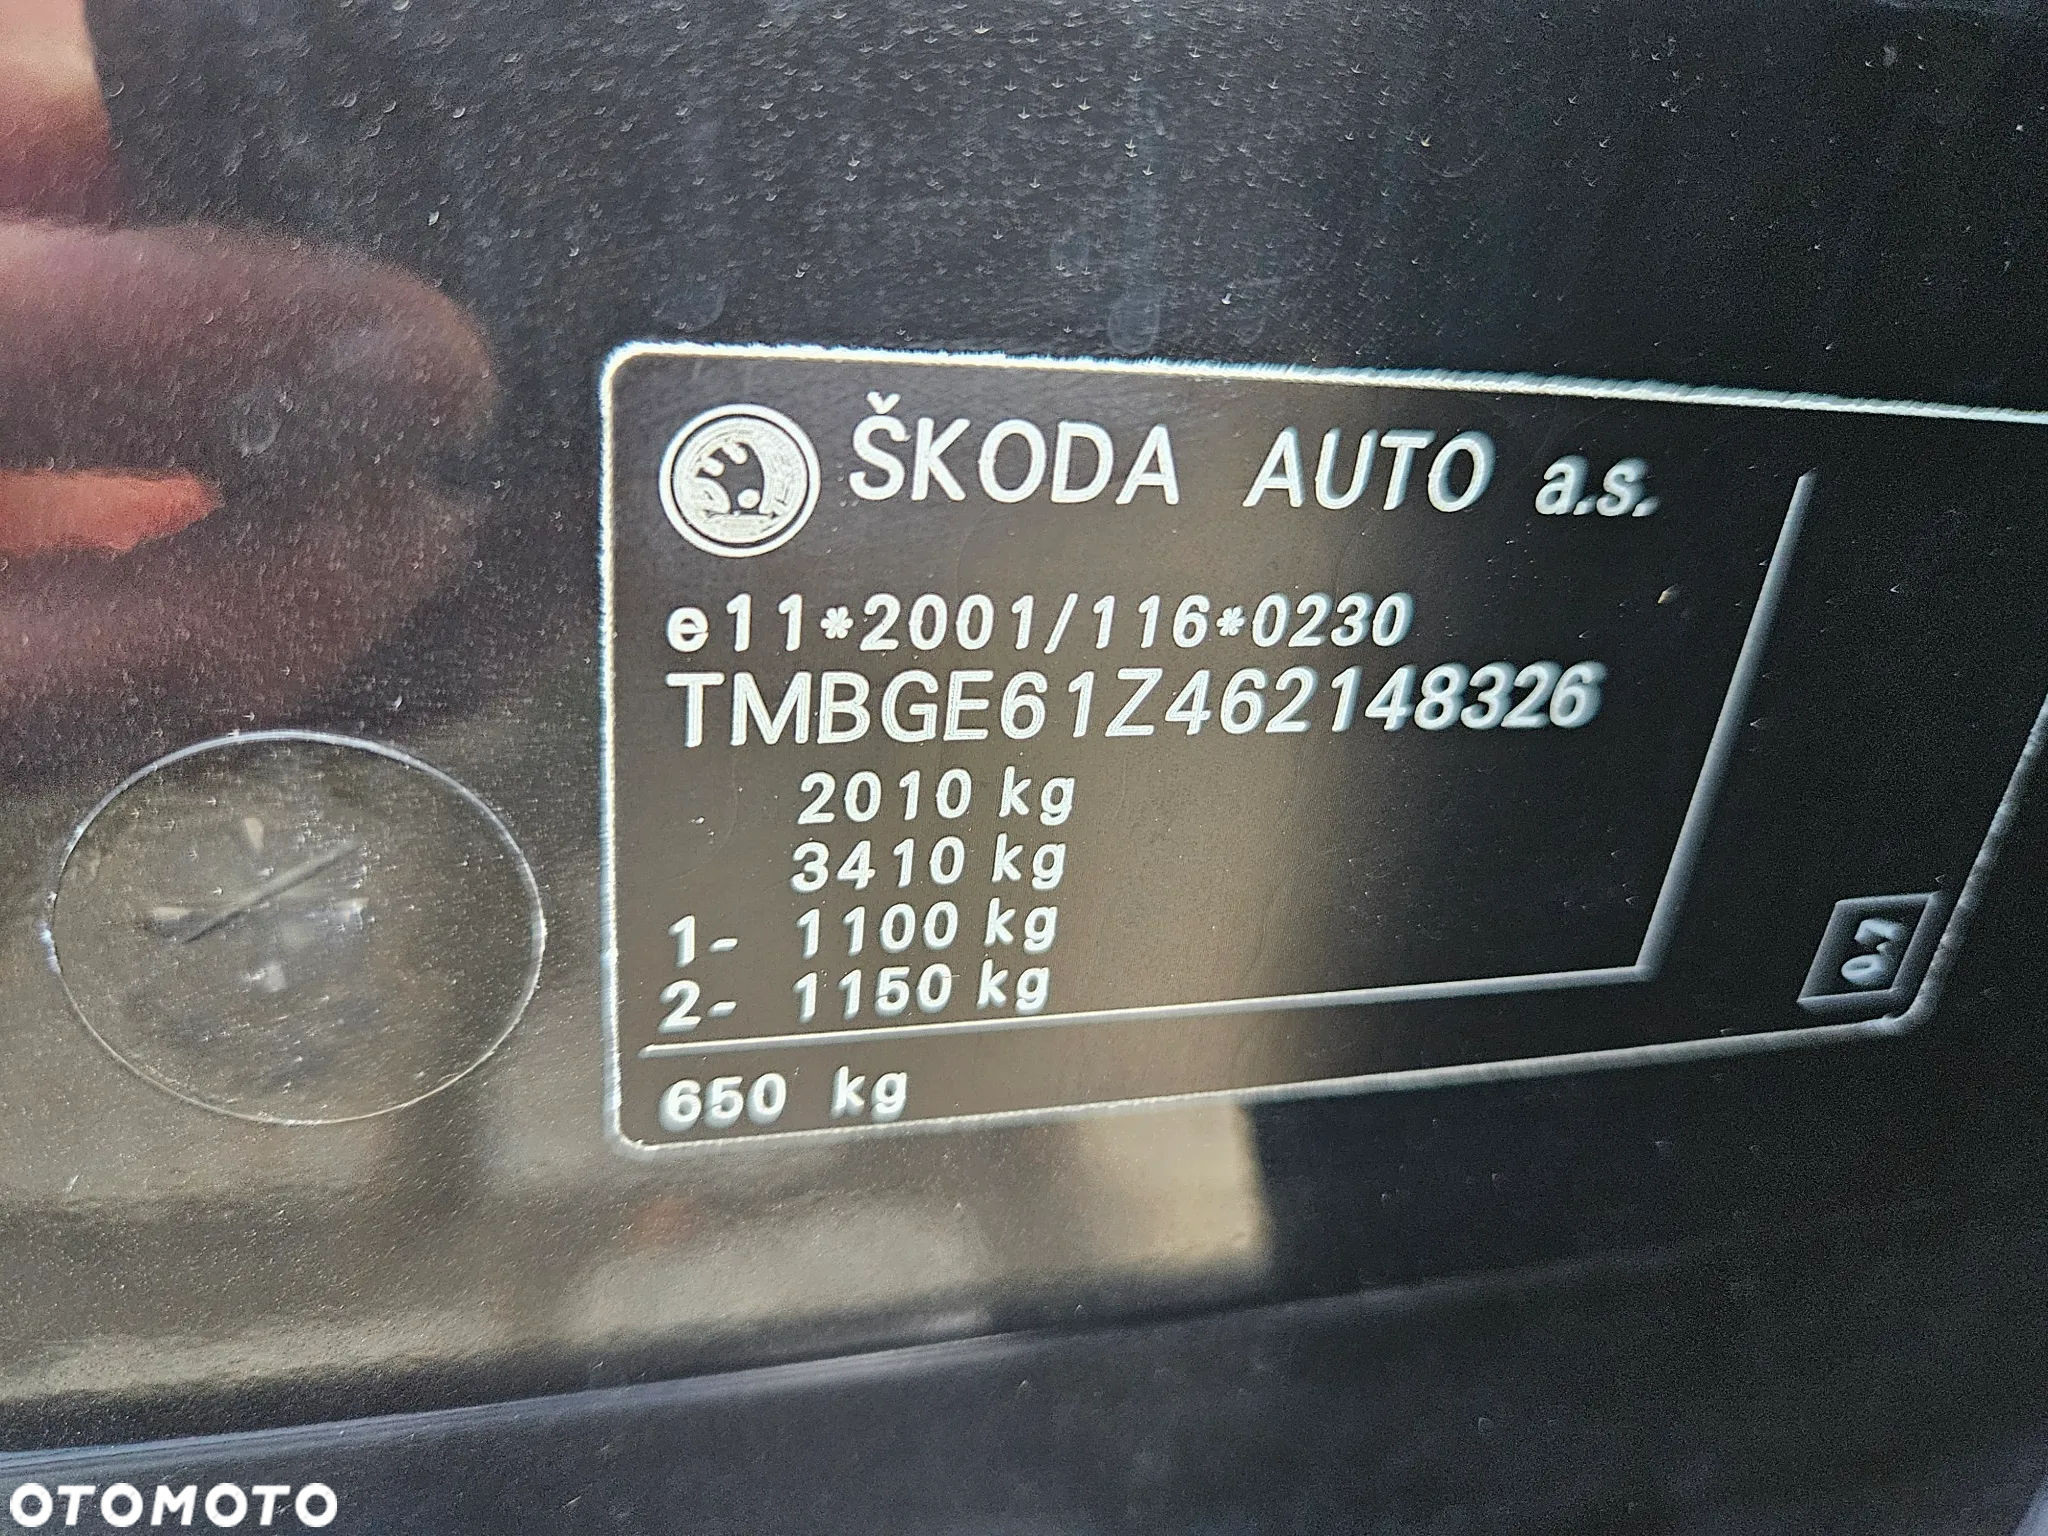 ŠKODA AUTO a.s.
e11*2001/116*0230
TMBGE61Z462148326
2010 kg
3410 kg
1- 1100 kg
2- 1150 kg
650 kg
OTOMOTO